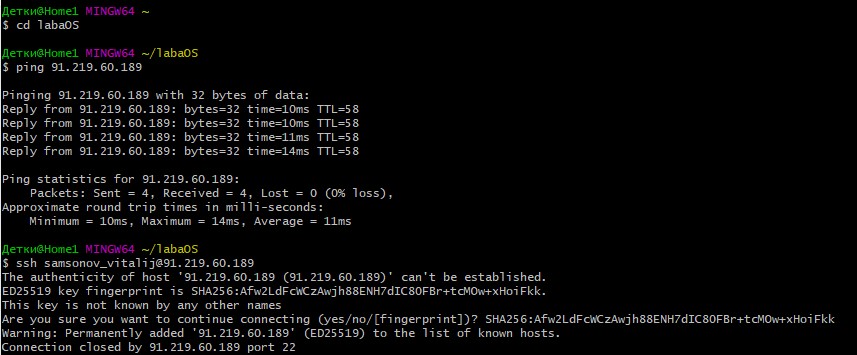 Детки@Home1 MINGW64 ~
$ cd labaOS
Детки@Home1 MINGW64 ~/labaOS
$ ping 91.219.60.189
Pinging 91.219.60.189 with 32 bytes of data:
Reply from 91.219.60.189: bytes=32 time=10ms TTL=58
Reply from 91.219.60.189: bytes=32 time=10ms TTL=58
Reply from 91.219.60.189: bytes=32 time=11ms TTL=58
Reply from 91.219.60.189: bytes=32 time=14ms TTL=58
Ping statistics for 91.219.60.189:
    Packets: Sent = 4, Received = 4, Lost = 0 (0% loss),
Approximate round trip times in milli-seconds:
    Minimum = 10ms, Maximum = 14ms, Average = 11ms
Детки@Home1 MINGW64 ~/labaOS
$ ssh samsonov_vitalij@91.219.60.189
The authenticity of host '91.219.60.189 (91.219.60.189)' can't be established.
ED25519 key fingerprint is SHA256:Afw2LdFcWCzAwjh88ENH7dIC8OFBr+tcMOw+xHoiFkk.
This key is not known by any other names
Are you sure you want to continue connecting (yes/no/[fingerprint])? SHA256:Afw2LdFcWCzAwjh88ENH7dIC8OFBr+tcMOw+xHoiFkk
Warning: Permanently added '91.219.60.189' (ED25519) to the list of known hosts.
Connection closed by 91.219.60.189 port 22